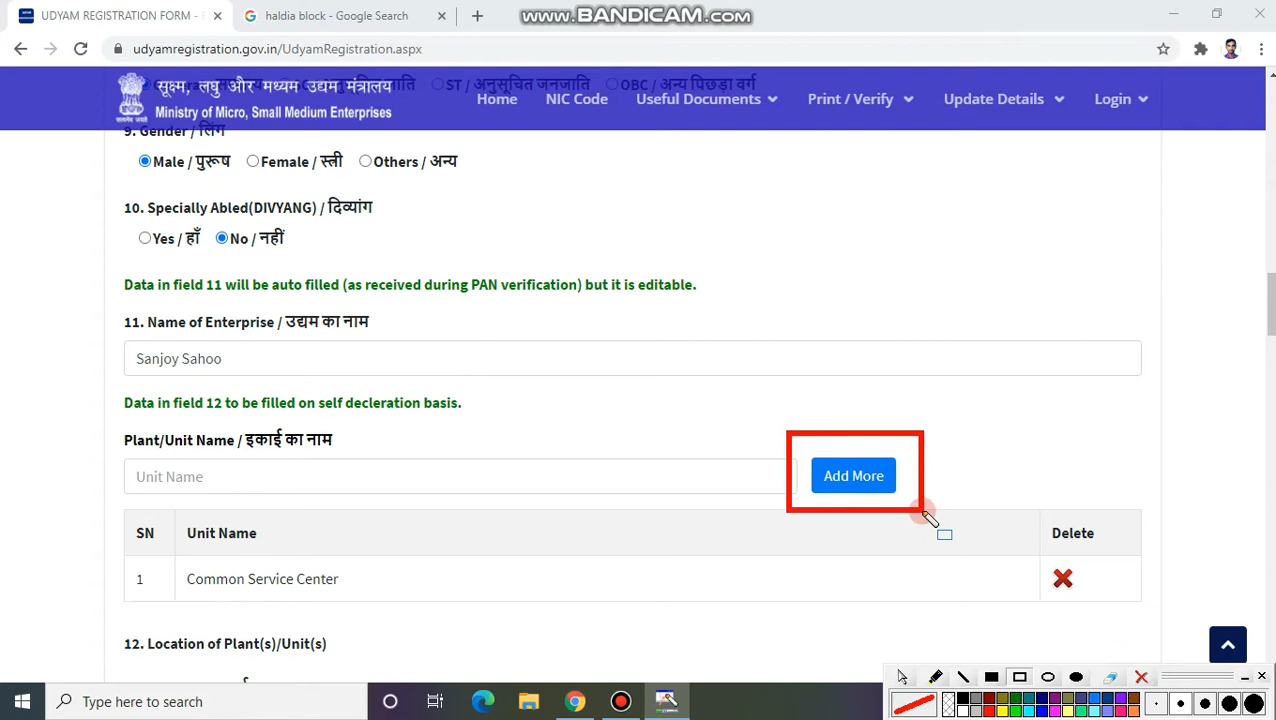 UDYAM REGISTRATION FORM -
haldia block - Google Search
www.BANDICAM.com
udyamregistration.gov.in/UdyamRegistration.aspx
ST / अनुसूचित जनजाति OBC / अन्य पिछड़ा वर्ग
सूक्ष्म, लघु और मध्यम उद्यम मंत्रालय
Ministry of Micro, Small Medium Enterprises
Home NIC Code Useful Documents Print / Verify Update Details Login
9. Gender / लिंग
Male / पुरूष Female / स्त्री Others / अन्य
10. Specially Abled(DIVYANG) / दिव्यांग
Yes / हाँ No / नहीं
Data in field 11 will be auto filled (as received during PAN verification) but it is editable.
11. Name of Enterprise / उद्यम का नाम
Sanjoy Sahoo
Data in field 12 to be filled on self decleration basis.
Plant/Unit Name / इकाई का नाम
Unit Name Add More
SN Unit Name Delete
1 Common Service Center
12. Location of Plant(s)/Unit(s)
Type here to search